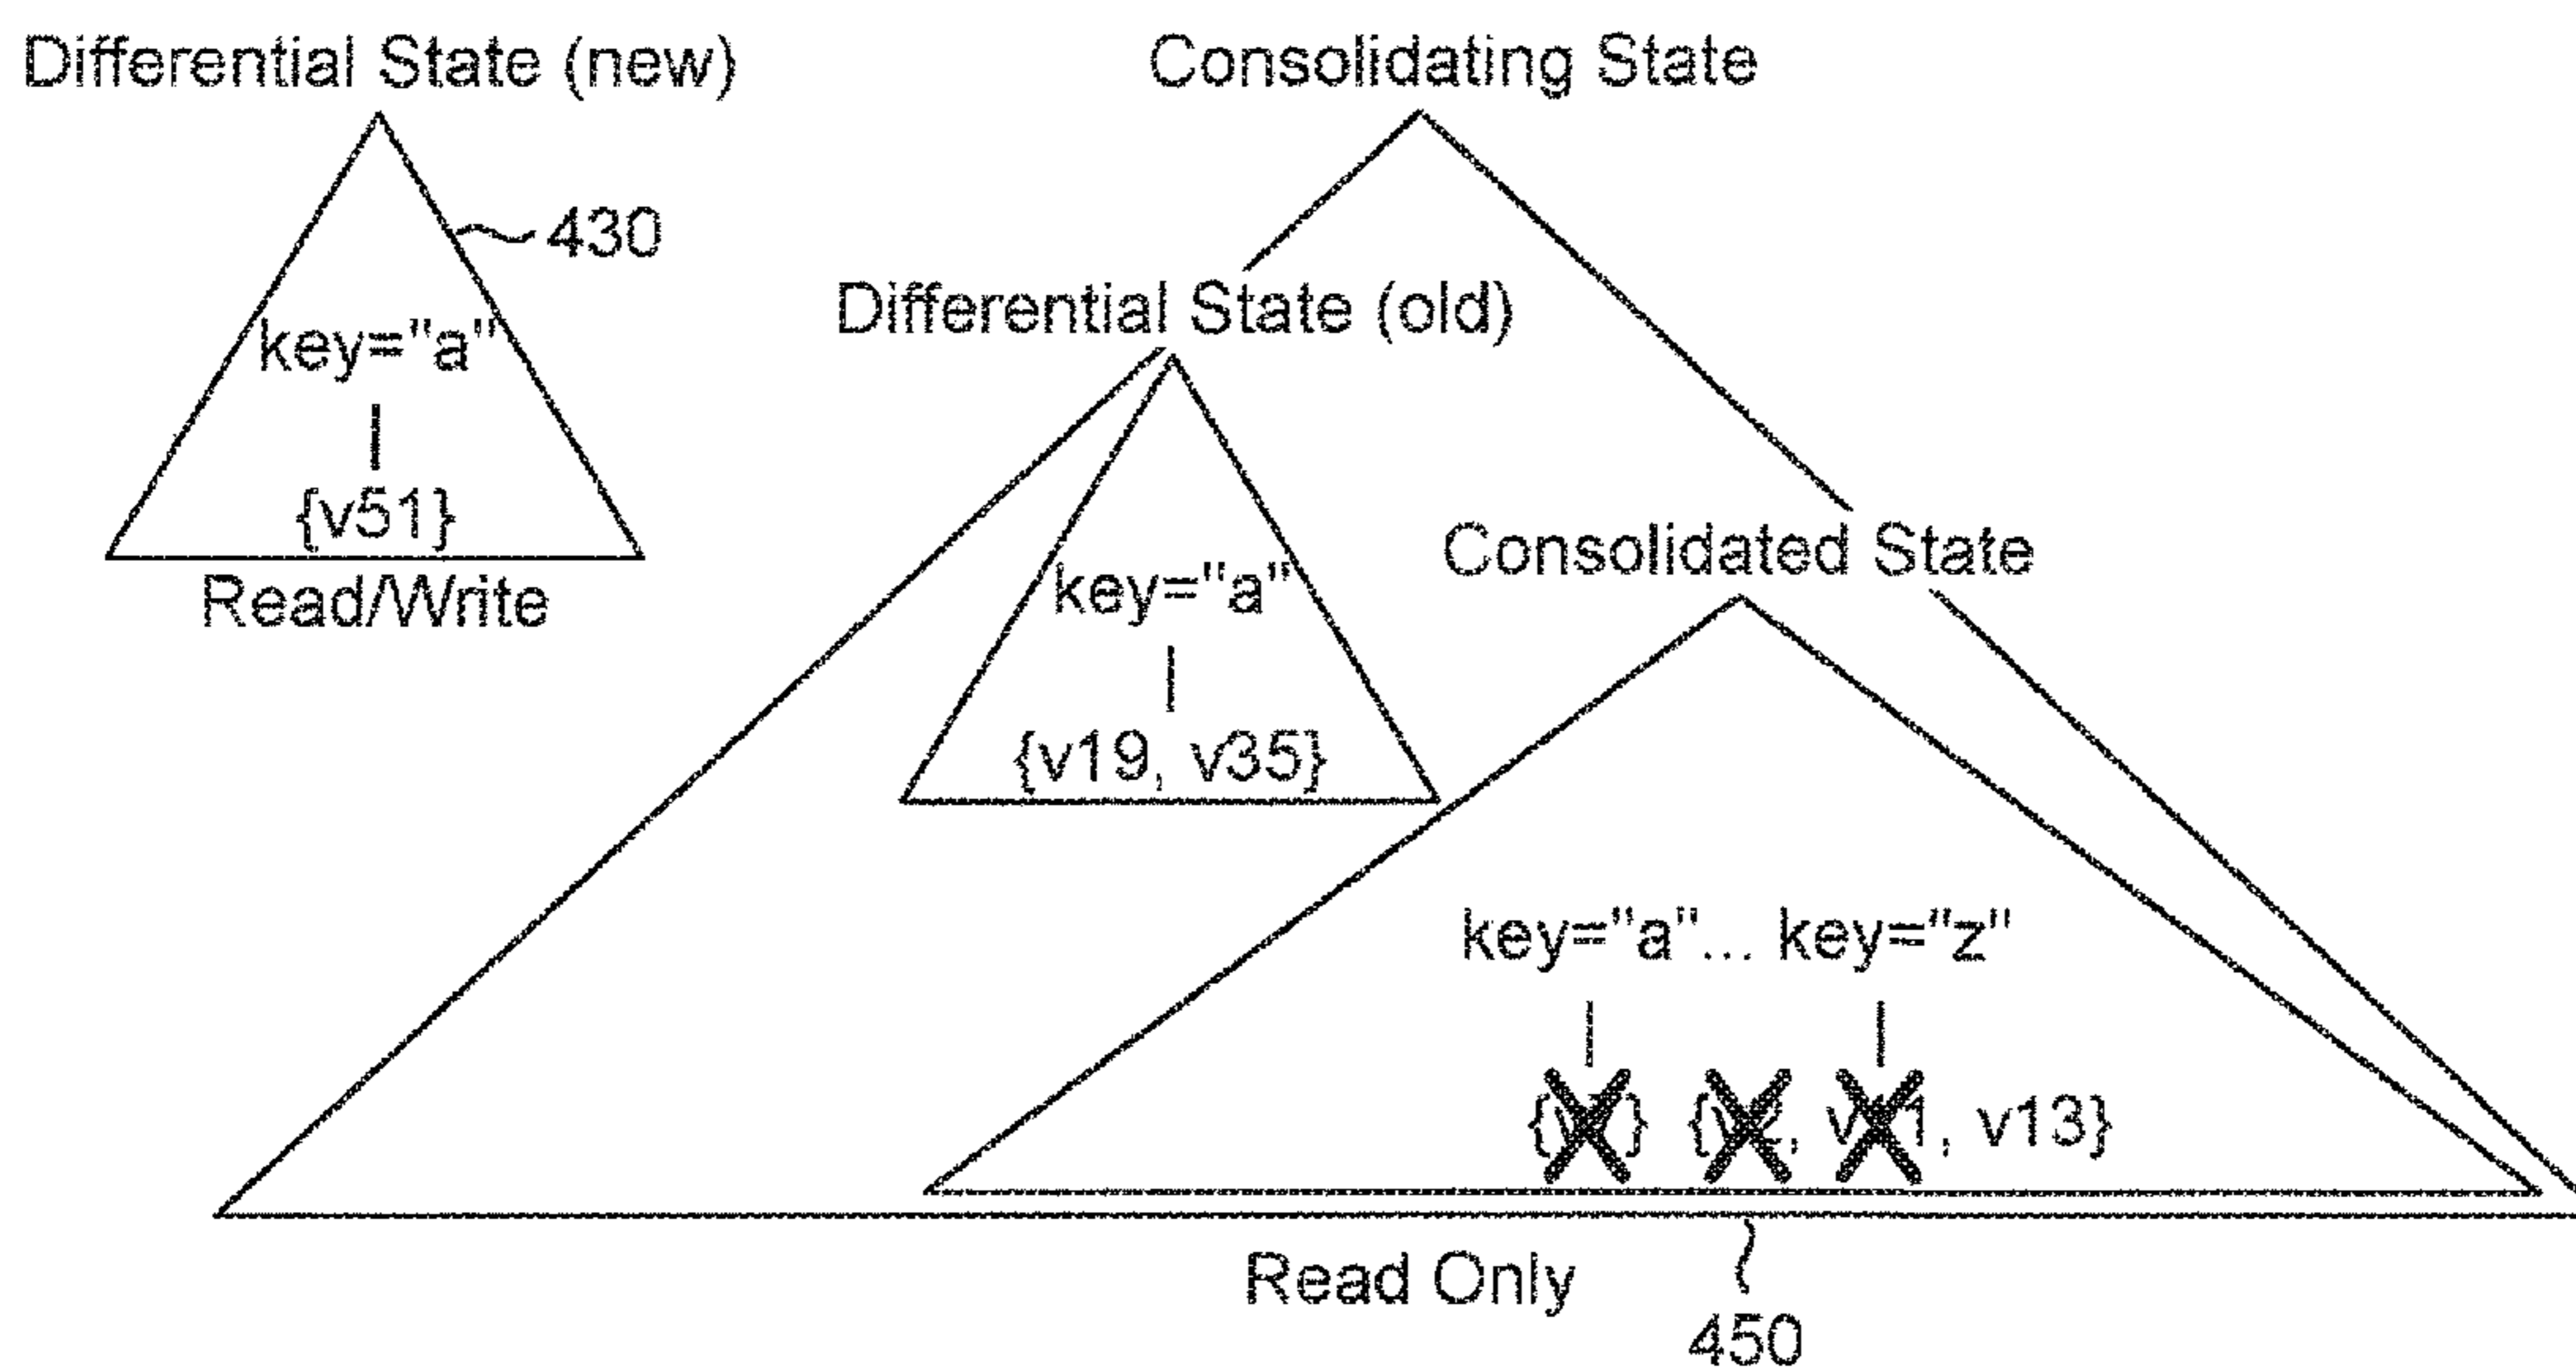 Differential State (new)
430
key="a"
{v51}
Read/Write
Consolidating State
Differential State (old)
key="a"
{v19, v35}
Consolidated State
key="a"... key="z"
v13}
Read Only
450